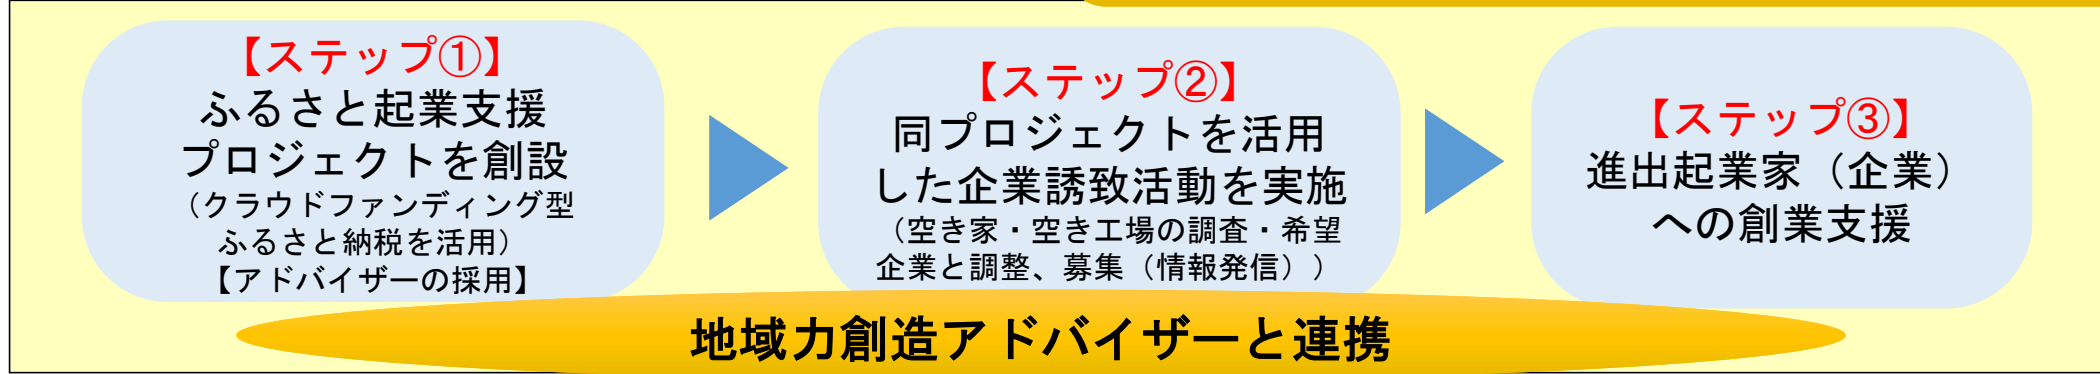 【ステップ①】
ふるさと起業支援
プロジェクトを創設
（クラウドファンディング型
ふるさと納税を活用）
【アドバイザーの採用】
【ステップ②】
同プロジェクトを活用
した企業誘致活動を実施
（空き家・空き工場の調査・希望
企業と調整、募集（情報発信））
【ステップ③】
進出起業家（企業）
への創業支援
地域力創造アドバイザーと連携